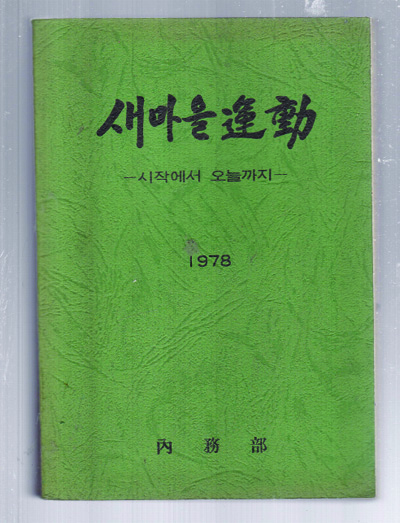 새마을運動
—시작에서 오늘까지—
1978
內務部